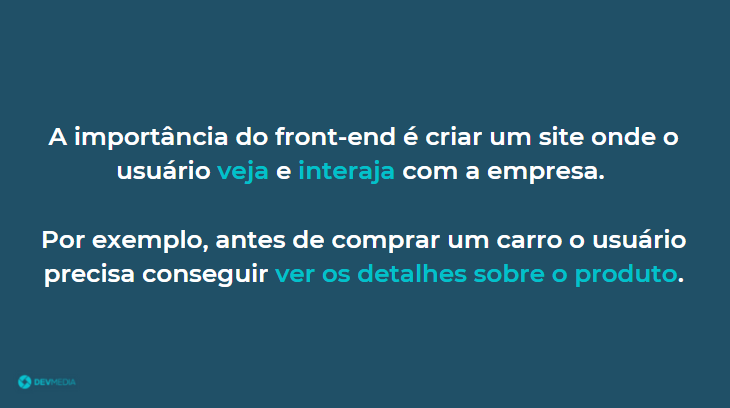 A importância do front-end é criar um site onde o
usuário veja e interaja com a empresa.
Por exemplo, antes de comprar um carro o usuário
precisa conseguir ver os detalhes sobre o produto.
DEVMEDIA